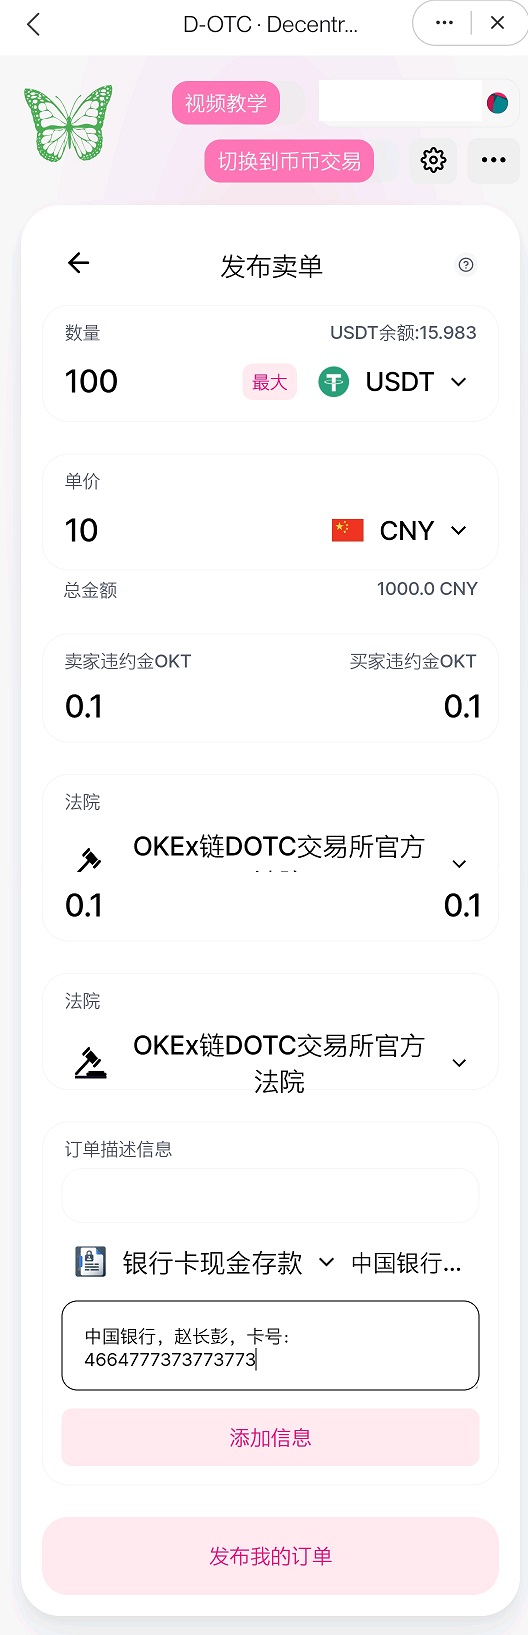 D-OTC · Decentr...
视频教学
切换到币币交易
发布卖单
数量
USDT余额:15.983
100
最大
USDT
单价
10
CNY
总金额
1000.0 CNY
卖家违约金OKT
买家违约金OKT
0.1
0.1
法院
OKEx链DOTC交易所官方
0.1
0.1
法院
OKEx链DOTC交易所官方
法院
订单描述信息
银行卡现金存款
中国银行...
中国银行，赵长彭，卡号：
4664777373773773
添加信息
发布我的订单